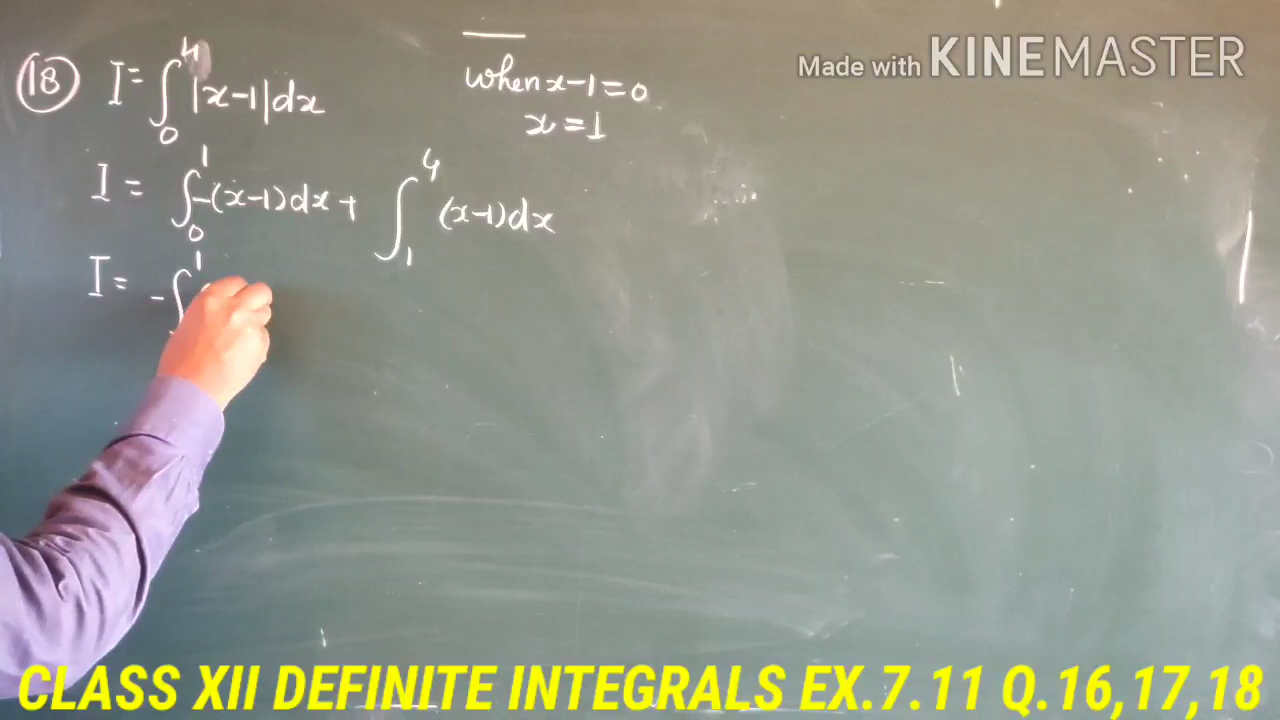 Made with KINEMASTER
18 I = ∫₀⁴ |x-1|dx
when x-1=0
x=1
I = ∫₀¹ -(x-1)dx + ∫₁⁴ (x-1)dx
I = -∫¹
CLASS XII DEFINITE INTEGRALS EX.7.11 Q.16,17,18